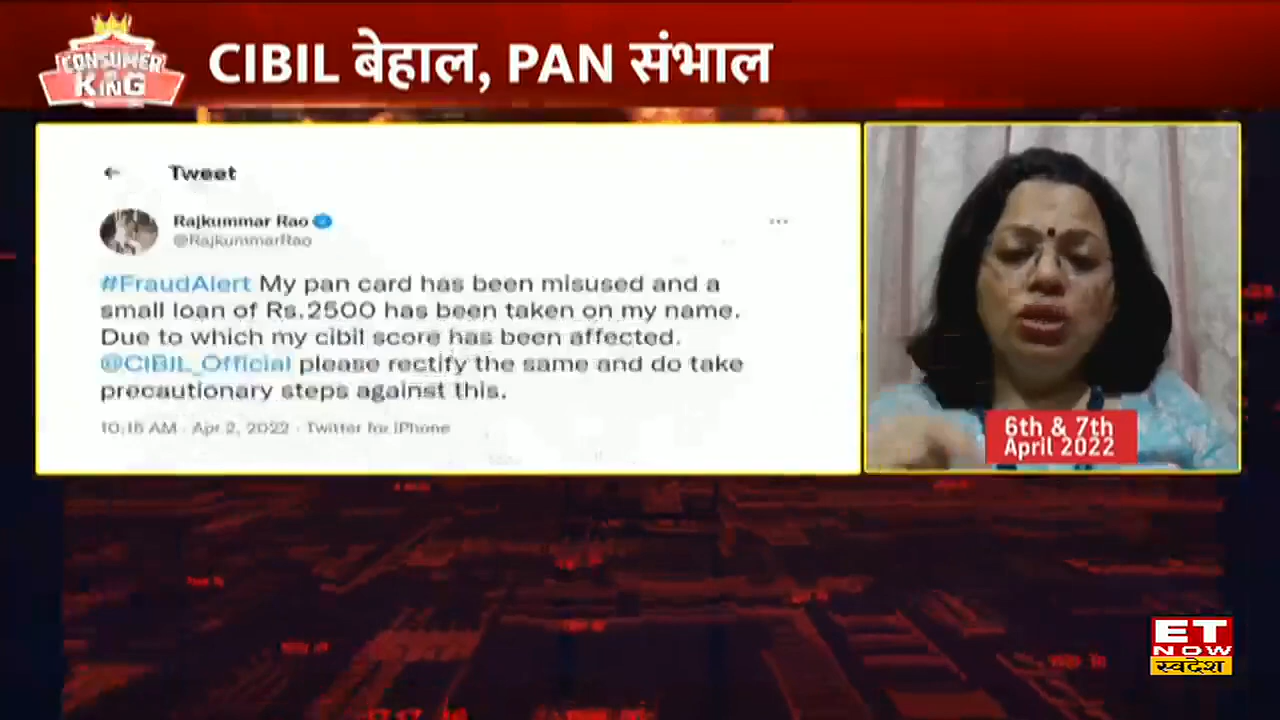 CONSUMER
KING
CIBIL बेहाल, PAN संभाल
Tweet
Rajkummar Rao
@RajkummarRao
#FraudAlert My pan card has been misused and a
small loan of Rs.2500 has been taken on my name.
Due to which my cibil score has been affected.
@CIBIL_Official please rectify the same and do take
precautionary steps against this.
10:16 AM · Apr 2, 2022 · Twitter for iPhone
6th & 7th
April 2022
ET
NOW
स्वदेश